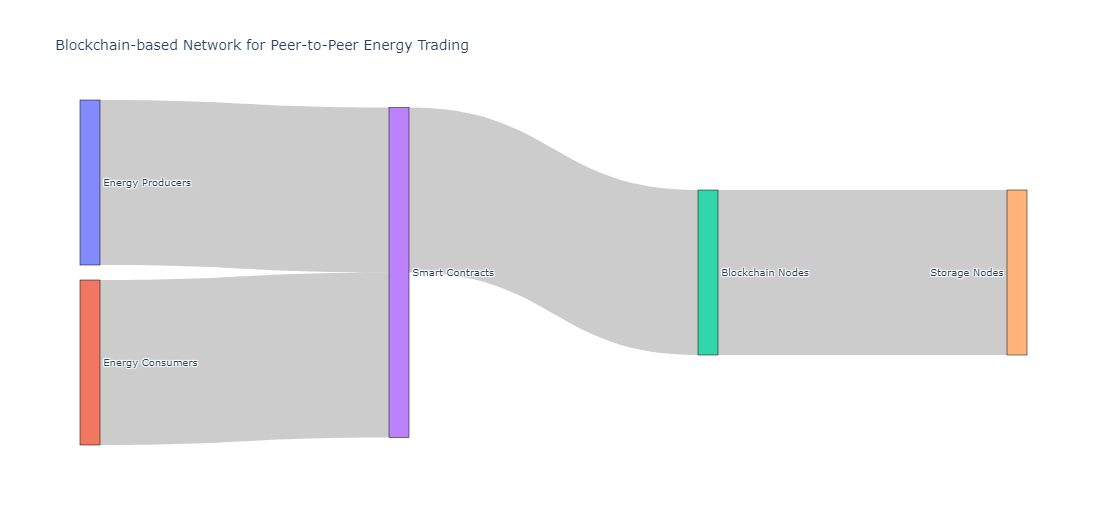 Blockchain-based Network for Peer-to-Peer Energy Trading
Energy Producers
Energy Consumers
Smart Contracts
Blockchain Nodes
Storage Nodes